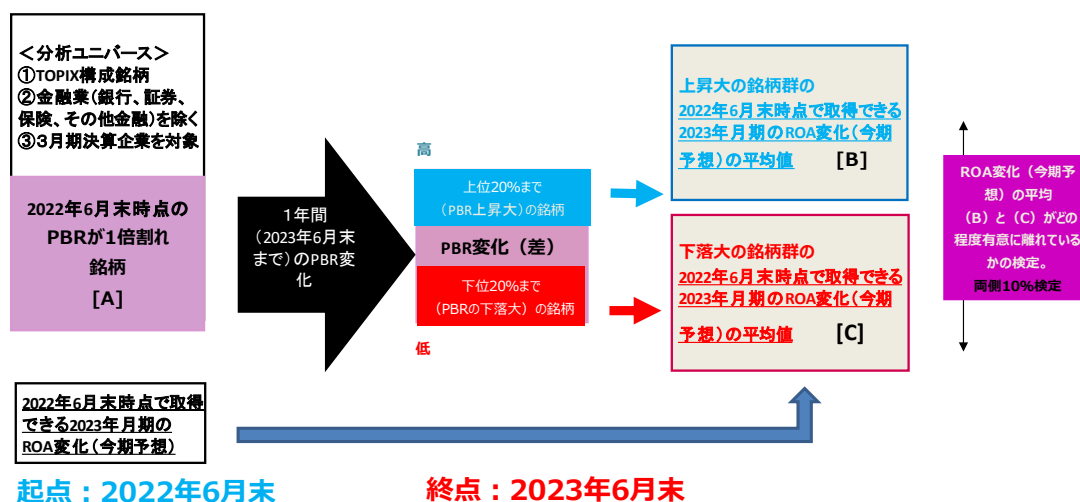 ＜分析ユニバース＞
①TOPIX構成銘柄
②金融業（銀行、証券、
保険、その他金融）を除く
③３月期決算企業を対象
2022年6月末時点の
PBRが１倍割れ
銘柄
[A]
１年間
（2023年6月末
まで）のPBR変
化
高
上位20%まで
（PBR上昇大）の銘柄
PBR変化（差）
下位20%まで
（PBRの下落大）の銘柄
低
上昇大の銘柄群の
2022年6月末時点で取得できる
2023年月期のROA変化（今期
予想）の平均値 [B]
下落大の銘柄群の
2022年6月末時点で取得できる
2023年月期のROA変化（今期
予想）の平均値 [C]
ROA変化（今期予
想）の平均
（B）と（C）がどの
程度有意に離れている
かの検定。
両側10%検定
2022年6月末時点で取得
できる2023年月期の
ROA変化（今期予想）
起点：2022年6月末
終点：2023年6月末